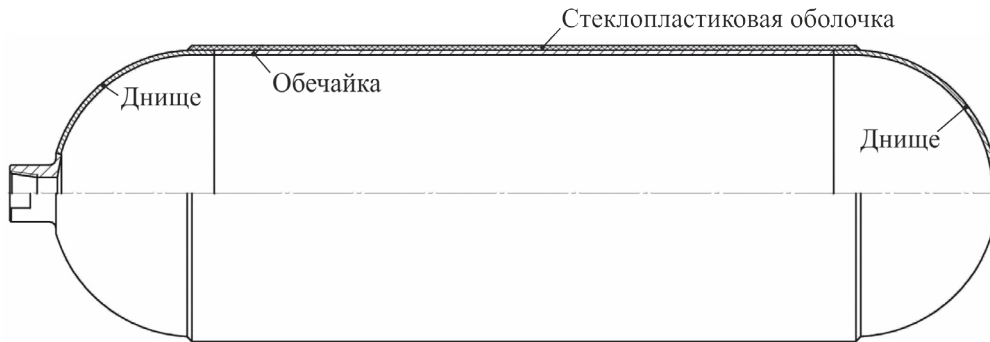 Стеклопластиковая оболочка
Обечайка
Днище
Днище